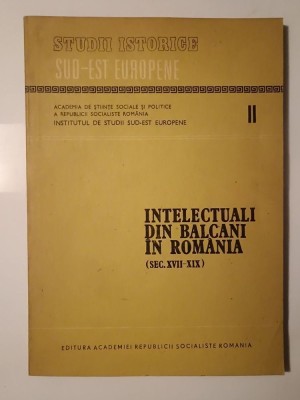 STUDII ISTORICE
SUD-EST EUROPENE
ACADEMIA DE ȘTIINȚE SOCIALE ȘI POLITICE
A REPUBLICII SOCIALISTE ROMÂNIA
INSTITUTUL DE STUDII SUD-EST EUROPENE
II
INTELECTUALI
DIN BALCANI
ÎN ROMÂNIA
(SEC. XVII-XIX)
EDITURA ACADEMIEI REPUBLICII SOCIALISTE ROMÂNIA